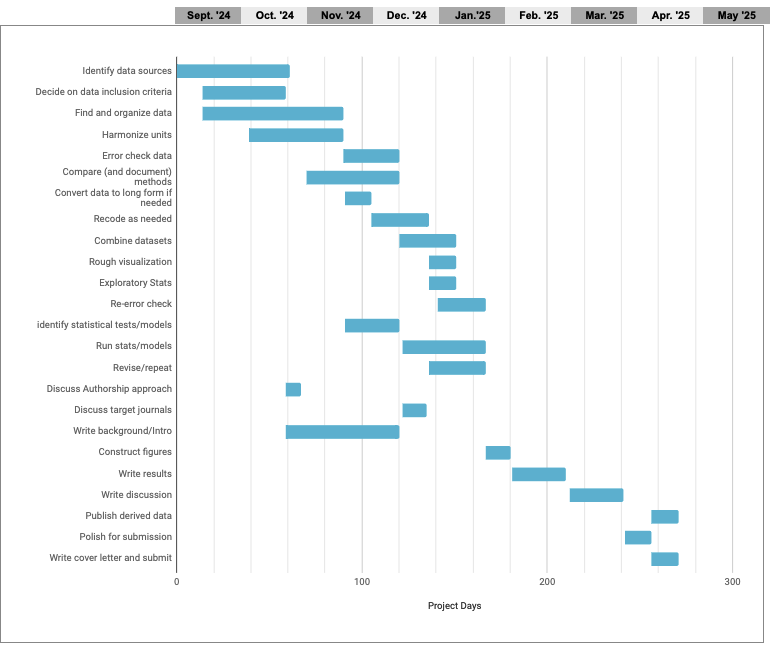 Sept. '24 Oct. '24 Nov. '24 Dec. '24 Jan.'25 Feb. '25 Mar. '25 Apr. '25 May '25
Identify data sources
Decide on data inclusion criteria
Find and organize data
Harmonize units
Error check data
Compare (and document)
methods
Convert data to long form if
needed
Recode as needed
Combine datasets
Rough visualization
Exploratory Stats
Re-error check
identify statistical tests/models
Run stats/models
Revise/repeat
Discuss Authorship approach
Discuss target journals
Write background/Intro
Construct figures
Write results
Write discussion
Publish derived data
Polish for submission
Write cover letter and submit
0 100 200 300
Project Days